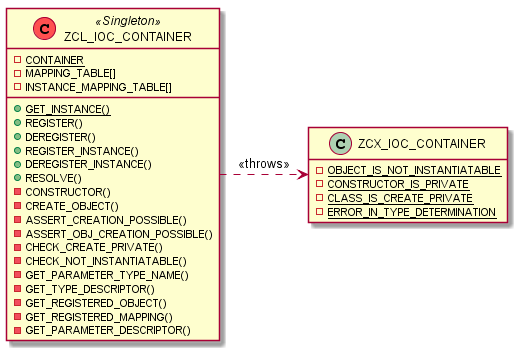 «Singleton»
C
ZCL_IOC_CONTAINER
CONTAINER
MAPPING_TABLE[]
INSTANCE_MAPPING_TABLE[]
GET_INSTANCE()
REGISTER()
DEREGISTER()
REGISTER_INSTANCE()
DEREGISTER_INSTANCE()
RESOLVE()
CONSTRUCTOR()
CREATE_OBJECT()
ASSERT_CREATION_POSSIBLE()
ASSERT_OBJ_CREATION_POSSIBLE()
CHECK_CREATE_PRIVATE()
CHECK_NOT_INSTANTIATABLE()
GET_PARAMETER_TYPE_NAME()
GET_TYPE_DESCRIPTOR()
GET_REGISTERED_OBJECT()
GET_REGISTERED_MAPPING()
GET_PARAMETER_DESCRIPTOR()
«throws»
C
ZCX_IOC_CONTAINER
OBJECT_IS_NOT_INSTANTIATABLE
CONSTRUCTOR_IS_PRIVATE
CLASS_IS_CREATE_PRIVATE
ERROR_IN_TYPE_DETERMINATION